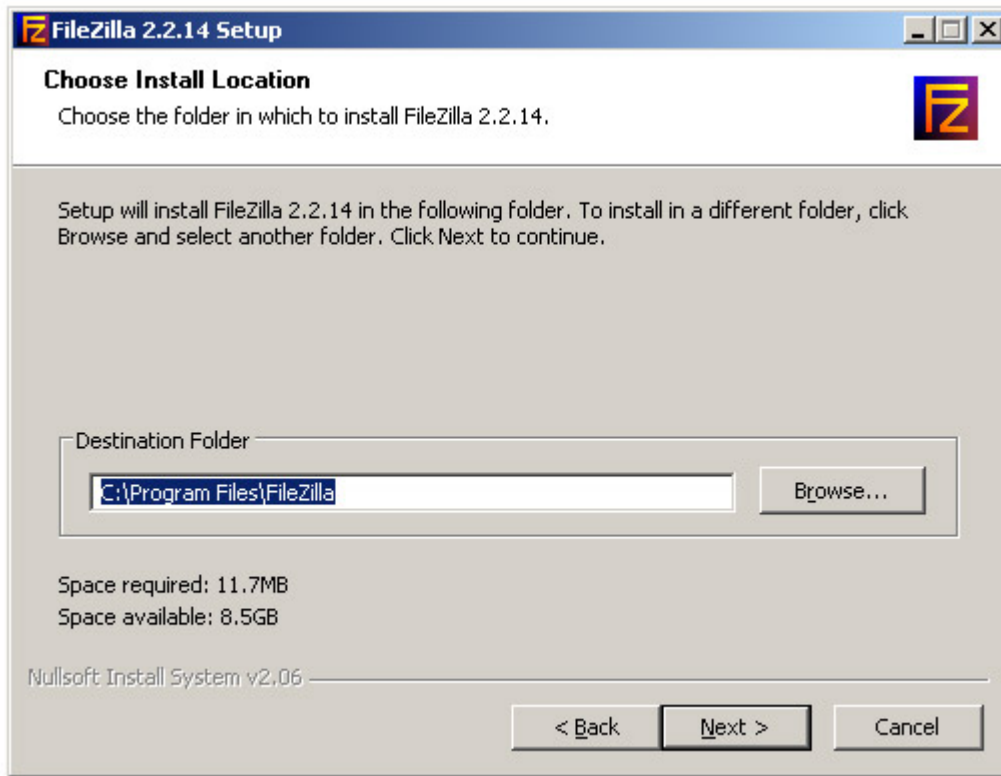 FileZilla 2.2.14 Setup
Choose Install Location
Choose the folder in which to install FileZilla 2.2.14.
FZ
Setup will install FileZilla 2.2.14 in the following folder. To install in a different folder, click
Browse and select another folder. Click Next to continue.
Destination Folder
C:\Program Files\FileZilla
Browse...
Space required: 11.7MB
Space available: 8.5GB
Nullsoft Install System v2.06
< Back
Next >
Cancel